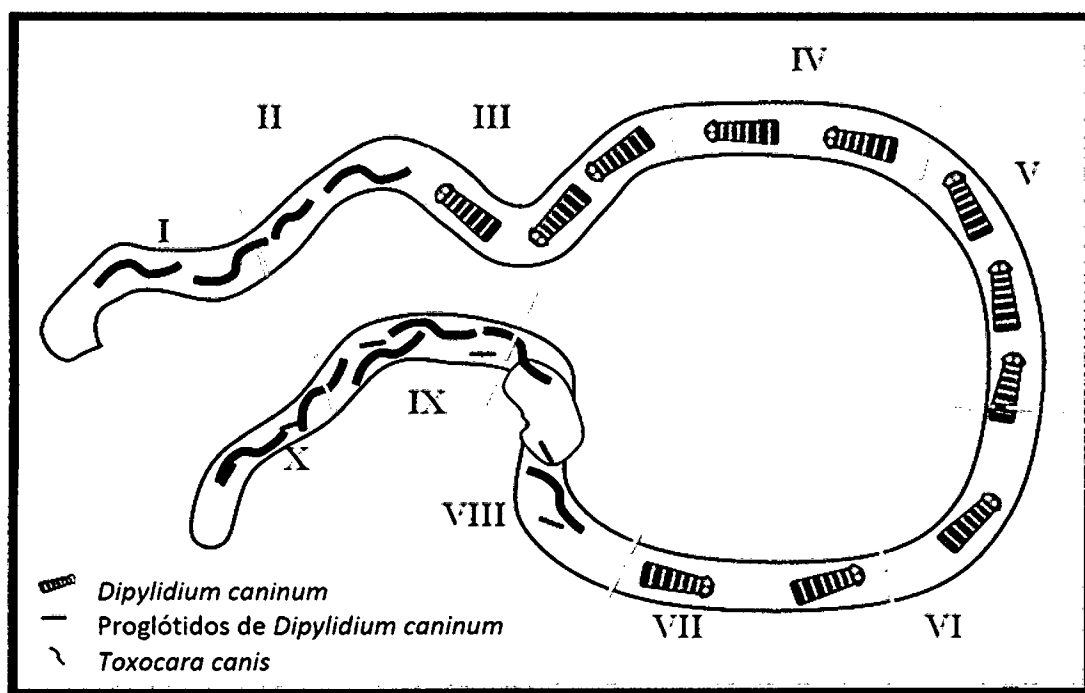 IV
II
III
V
I
IX
X
VIII
VII
VI
Dipylidium caninum
Proglótidos de Dipylidium caninum
Toxocara canis